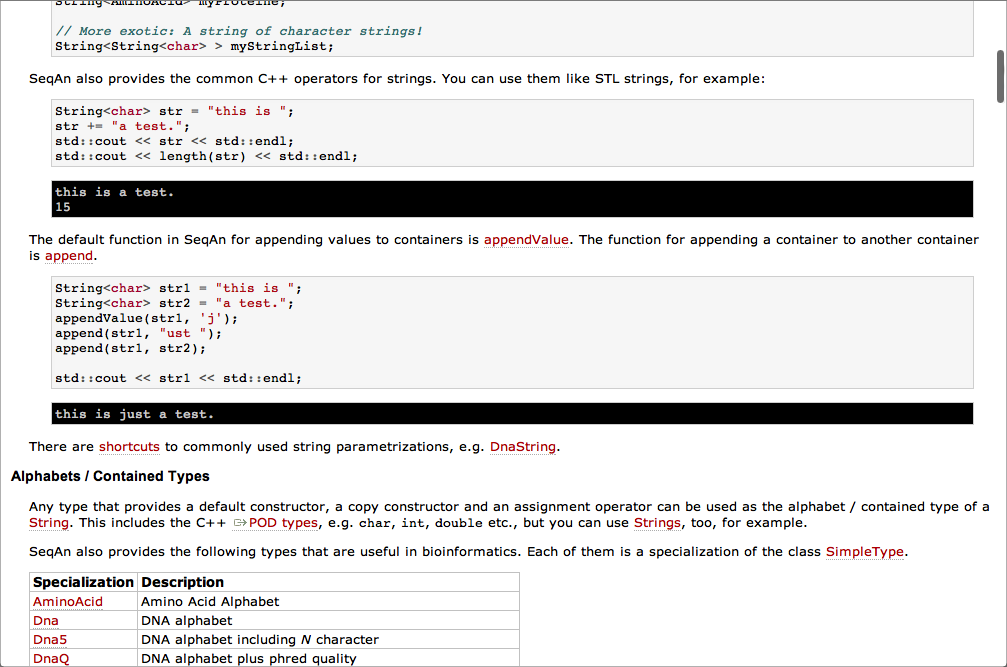 String<AminoAcid> myProteine;
// More exotic: A string of character strings!
String<String<char> > myStringList;
SeqAn also provides the common C++ operators for strings. You can use them like STL strings, for example:
String<char> str = "this is ";
str += "a test.";
std::cout << str << std::endl;
std::cout << length(str) << std::endl;
this is a test.
15
The default function in SeqAn for appending values to containers is appendValue. The function for appending a container to another container
is append.
String<char> str1 = "this is ";
String<char> str2 = "a test.";
appendValue(str1, 'j');
append(str1, "ust ");
append(str1, str2);
std::cout << str1 << std::endl;
this is just a test.
There are shortcuts to commonly used string parametrizations, e.g. DnaString.
Alphabets / Contained Types
Any type that provides a default constructor, a copy constructor and an assignment operator can be used as the alphabet / contained type of a
String. This includes the C++ POD types, e.g. char, int, double etc., but you can use Strings, too, for example.
SeqAn also provides the following types that are useful in bioinformatics. Each of them is a specialization of the class SimpleType.
Specialization Description
AminoAcid Amino Acid Alphabet
Dna DNA alphabet
Dna5 DNA alphabet including N character
DnaQ DNA alphabet plus phred quality